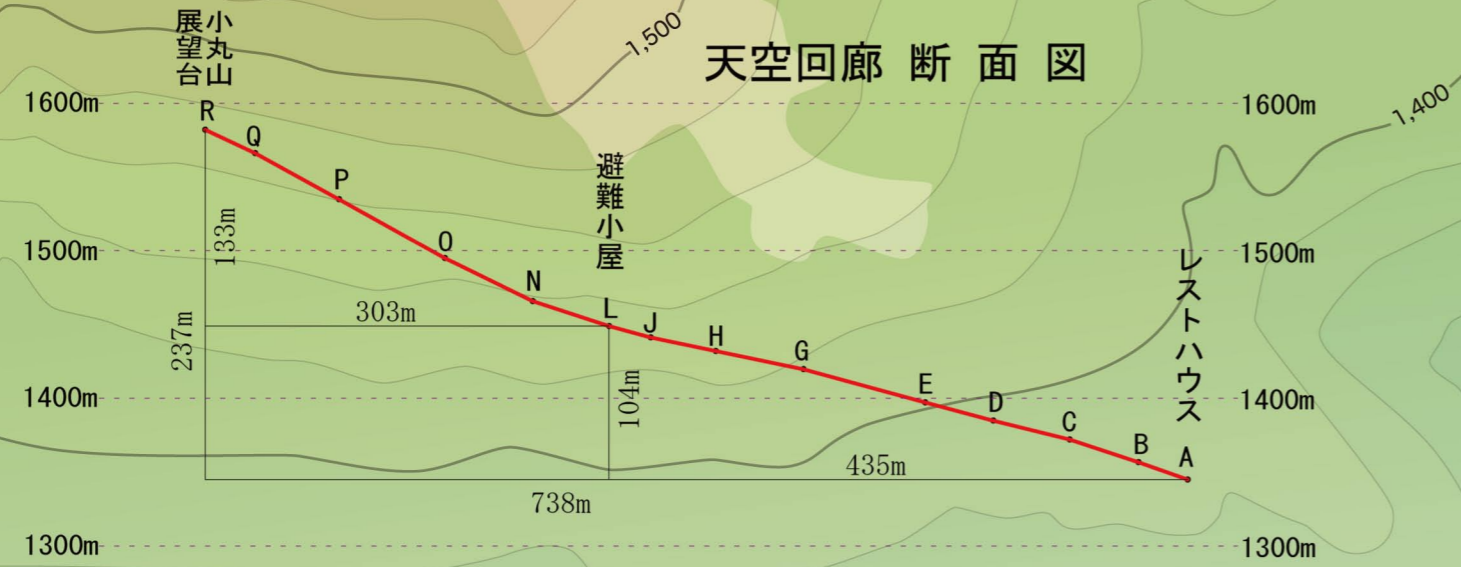 天空回廊 断 面 図
小丸山
展望台
避難小屋
レストハウス
1,500
1,400
1600m
1600m
1500m
1500m
1400m
1400m
1300m
1300m
R
Q
P
O
N
L
J
H
G
E
D
C
B
A
133m
237m
303m
104m
435m
738m